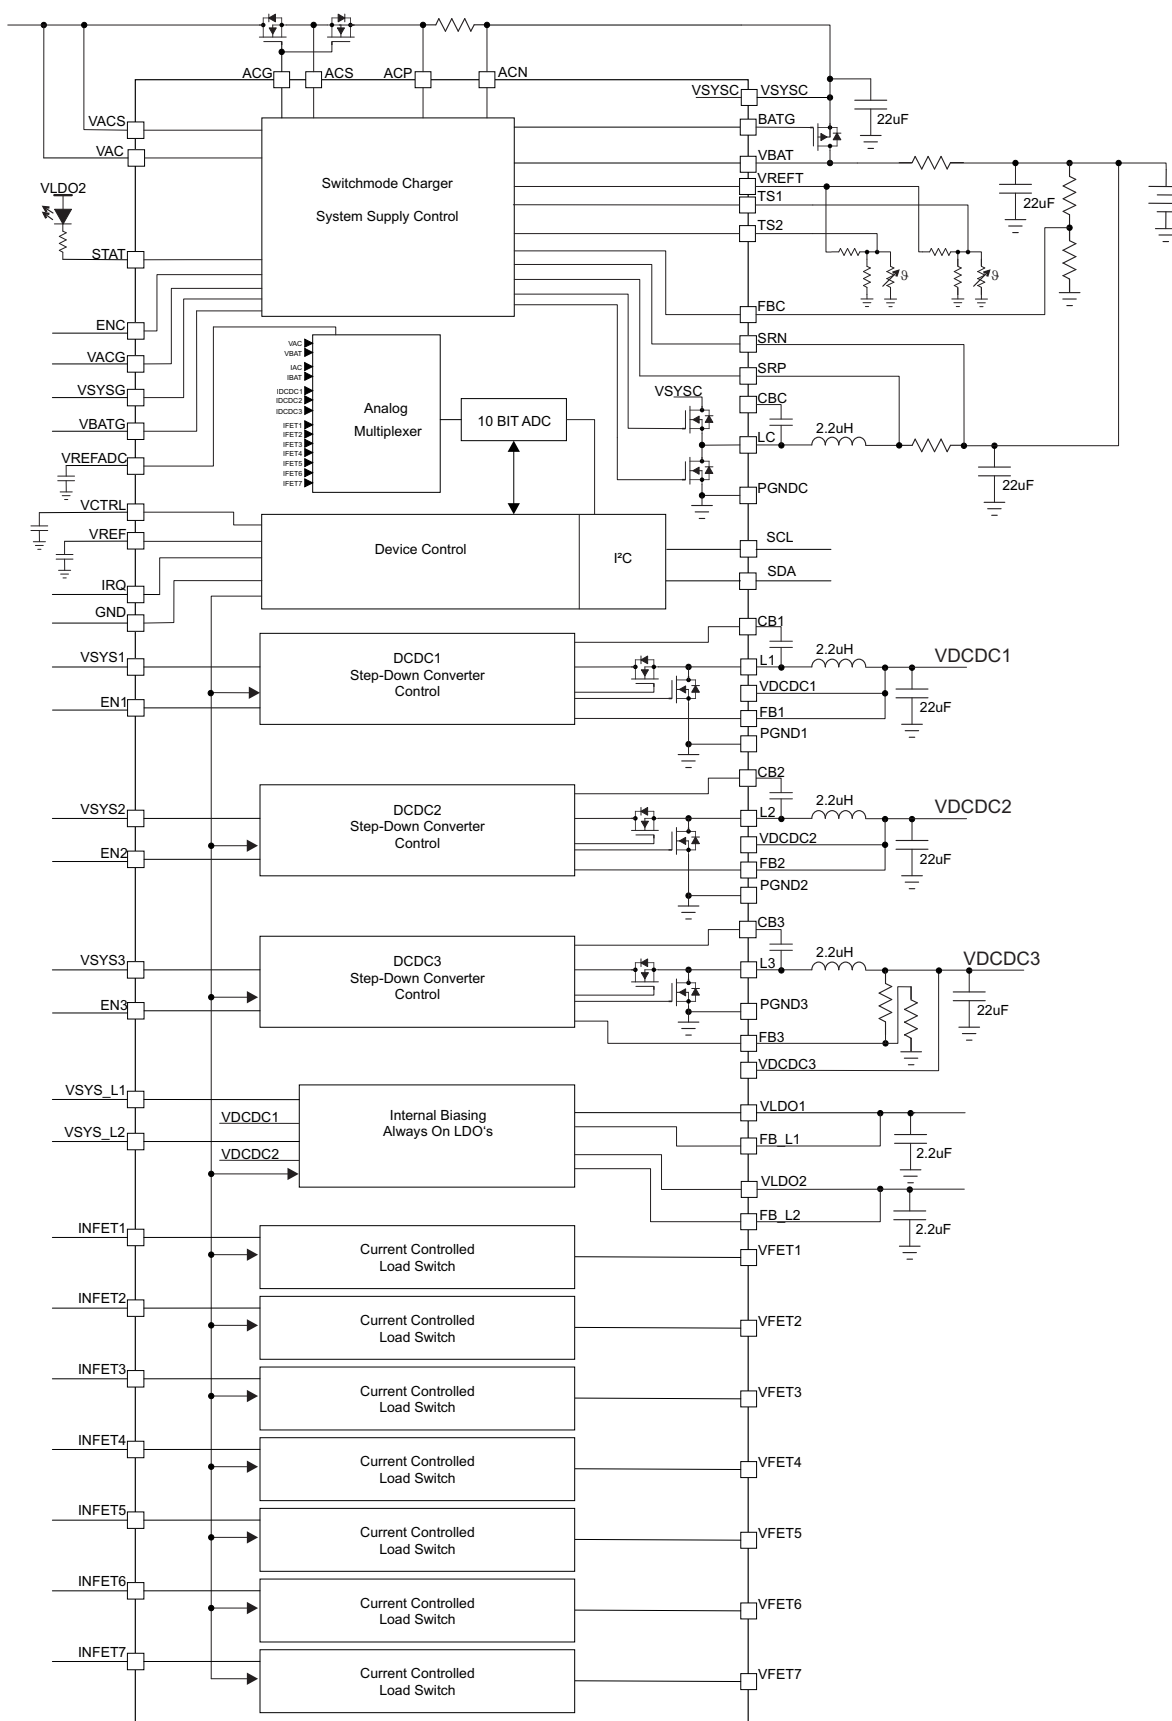 ACG
ACS
ACP
ACN
VSYSC
VSYSC
22uF
VACS
BATG
VAC
VBAT
Switchmode Charger
System Supply Control
VREFT
TS1
TS2
22uF
VLDO2
STAT
ϑ
ϑ
ENC
FBC
VACG
SRN
VSYSG
SRP
VBATG
VSYSC
CBC
LC
2.2uH
22uF
PGNDC
VAC
VBAT
IAC
IBAT
IDCDC1
IDCDC2
IDCDC3
IFET1
IFET2
IFET3
IFET4
IFET5
IFET6
IFET7
Analog
Multiplexer
10 BIT ADC
VREFADC
VCTRL
VREF
IRQ
GND
Device Control
I²C
SCL
SDA
CB1
VSYS1
DCDC1
Step-Down Converter
Control
L1
2.2uH
VDCDC1
VDCDC1
22uF
EN1
FB1
PGND1
CB2
VSYS2
DCDC2
Step-Down Converter
Control
L2
2.2uH
VDCDC2
VDCDC2
22uF
EN2
FB2
PGND2
CB3
VSYS3
DCDC3
Step-Down Converter
Control
L3
2.2uH
VDCDC3
EN3
PGND3
22uF
FB3
VDCDC3
VSYS_L1
VDCDC1
VSYS_L2
VDCDC2
Internal Biasing
Always On LDO's
VLDO1
FB_L1
2.2uF
VLDO2
FB_L2
2.2uF
INFET1
Current Controlled
Load Switch
VFET1
INFET2
Current Controlled
Load Switch
VFET2
INFET3
Current Controlled
Load Switch
VFET3
INFET4
Current Controlled
Load Switch
VFET4
INFET5
Current Controlled
Load Switch
VFET5
INFET6
Current Controlled
Load Switch
VFET6
INFET7
Current Controlled
Load Switch
VFET7